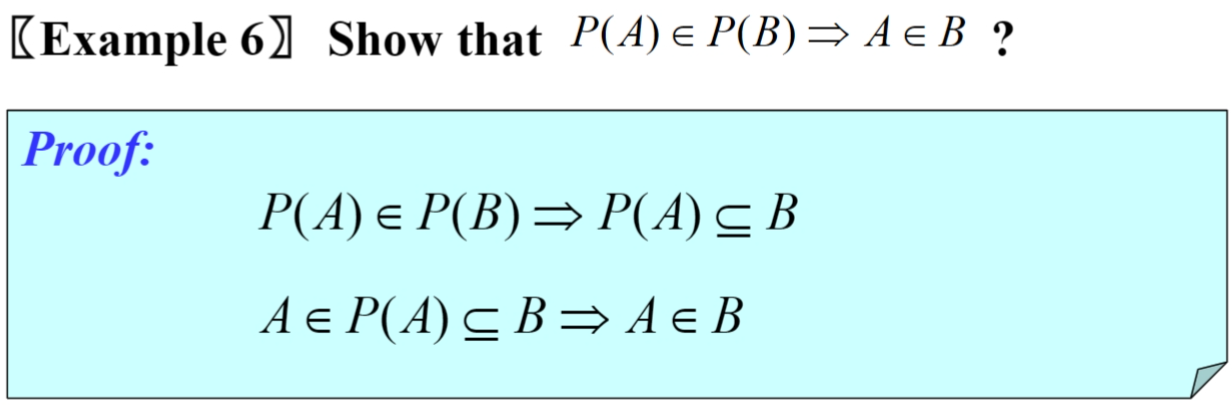 〖Example 6〗 Show that P(A) ∈ P(B) ⇒ A ∈ B ?
Proof:
P(A) ∈ P(B) ⇒ P(A) ⊆ B
A ∈ P(A) ⊆ B ⇒ A ∈ B